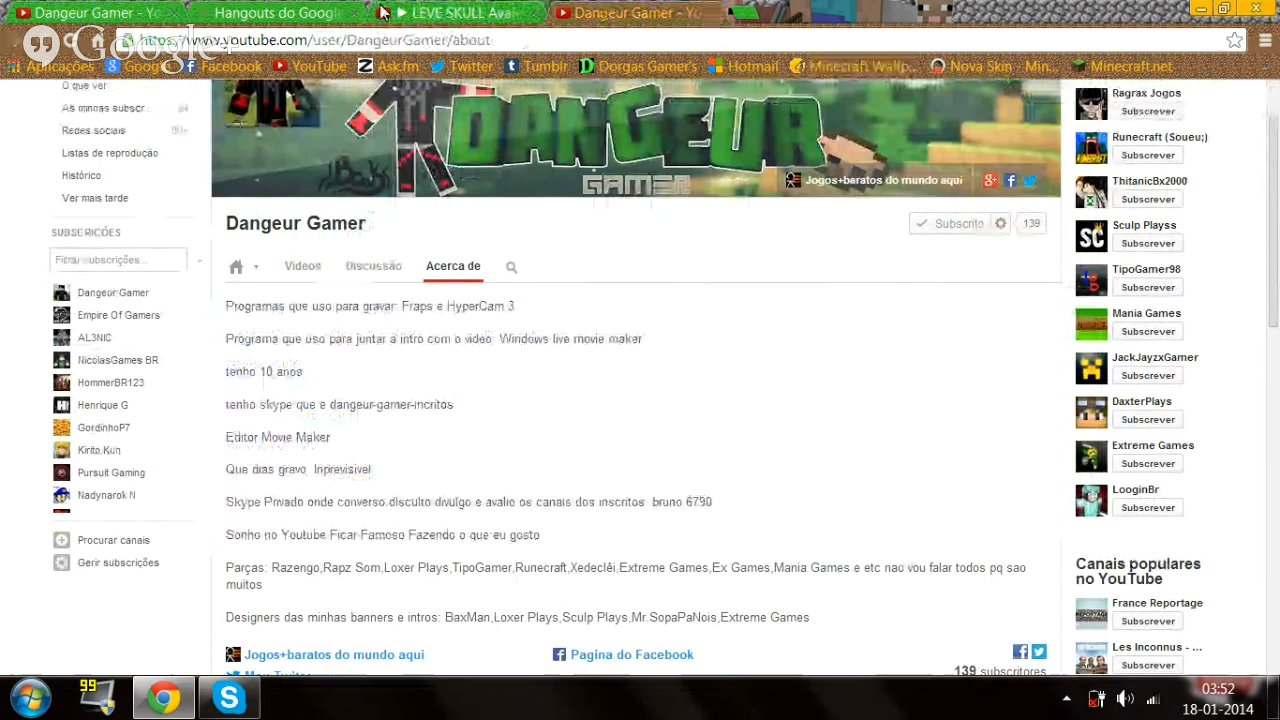 Dangeur Gamer - Yo
Hangouts do Google
LEVE SKULL Aval
Dangeur Gamer - Yo
https://www.youtube.com/user/DangeurGamer/about
Google+
Aplicações
Google
Facebook
YouTube
Ask.fm
Twitter
Tumblr
Dorgas Gamer's
Hotmail
Minecraft Wallp...
Nova Skin - Min...
Minecraft.net
O que ver
As minhas subscr
Redes sociais
Listas de reprodução
Histórico
Ver mais tarde
SUBSCRIÇÕES
Filtrar subscrições...
Dangeur Gamer
Empire Of Gamers
AL3NIC
NicolasGames BR
HommerBR123
Henrique G
GordinhoP7
Kirito Kun
Pursuit Gaming
Nadynarok N
Procurar canais
Gerir subscrições
DANGEUR
GAMER
Jogos+baratos do mundo aqui
Dangeur Gamer
Subscrito
139
Vídeos
Discussão
Acerca de
Programas que uso para gravar: Fraps e HyperCam 3
Programa que uso para juntar a intro com o video: Windows live movie maker
tenho 10 anos
tenho skype que e dangeur-gamer-incritos
Editor Movie Maker
Que dias gravo Inprevisivel
Skype Privado onde converso discuto divulgo e avalio os canais dos inscritos bruno 6790
Sonho no Youtube Ficar Famoso Fazendo o que eu gosto
Parças: Razengo,Rapz Som,Loxer Plays,TipoGamer,Runecraft,Xedeclêi,Extreme Games,Ex Games,Mania Games e etc nao vou falar todos pq sao
muitos
Designers das minhas banners e intros: BaxMan,Loxer Plays,Sculp Plays,Mr.SopaPaNois,Extreme Games
Jogos+baratos do mundo aqui
Pagina do Facebook
Meu Twiter
139 subscritores
Ragrax Jogos
Subscrever
Runecraft (Soueu;)
Subscrever
ThitanicBx2000
Subscrever
Sculp Playss
Subscrever
TipoGamer98
Subscrever
Mania Games
Subscrever
JackJayzxGamer
Subscrever
DaxterPlays
Subscrever
Extreme Games
Subscrever
LooginBr
Subscrever
Canais populares
no YouTube
France Reportage
Subscrever
Les Inconnus - ...
Subscrever
99
03:52
18-01-2014